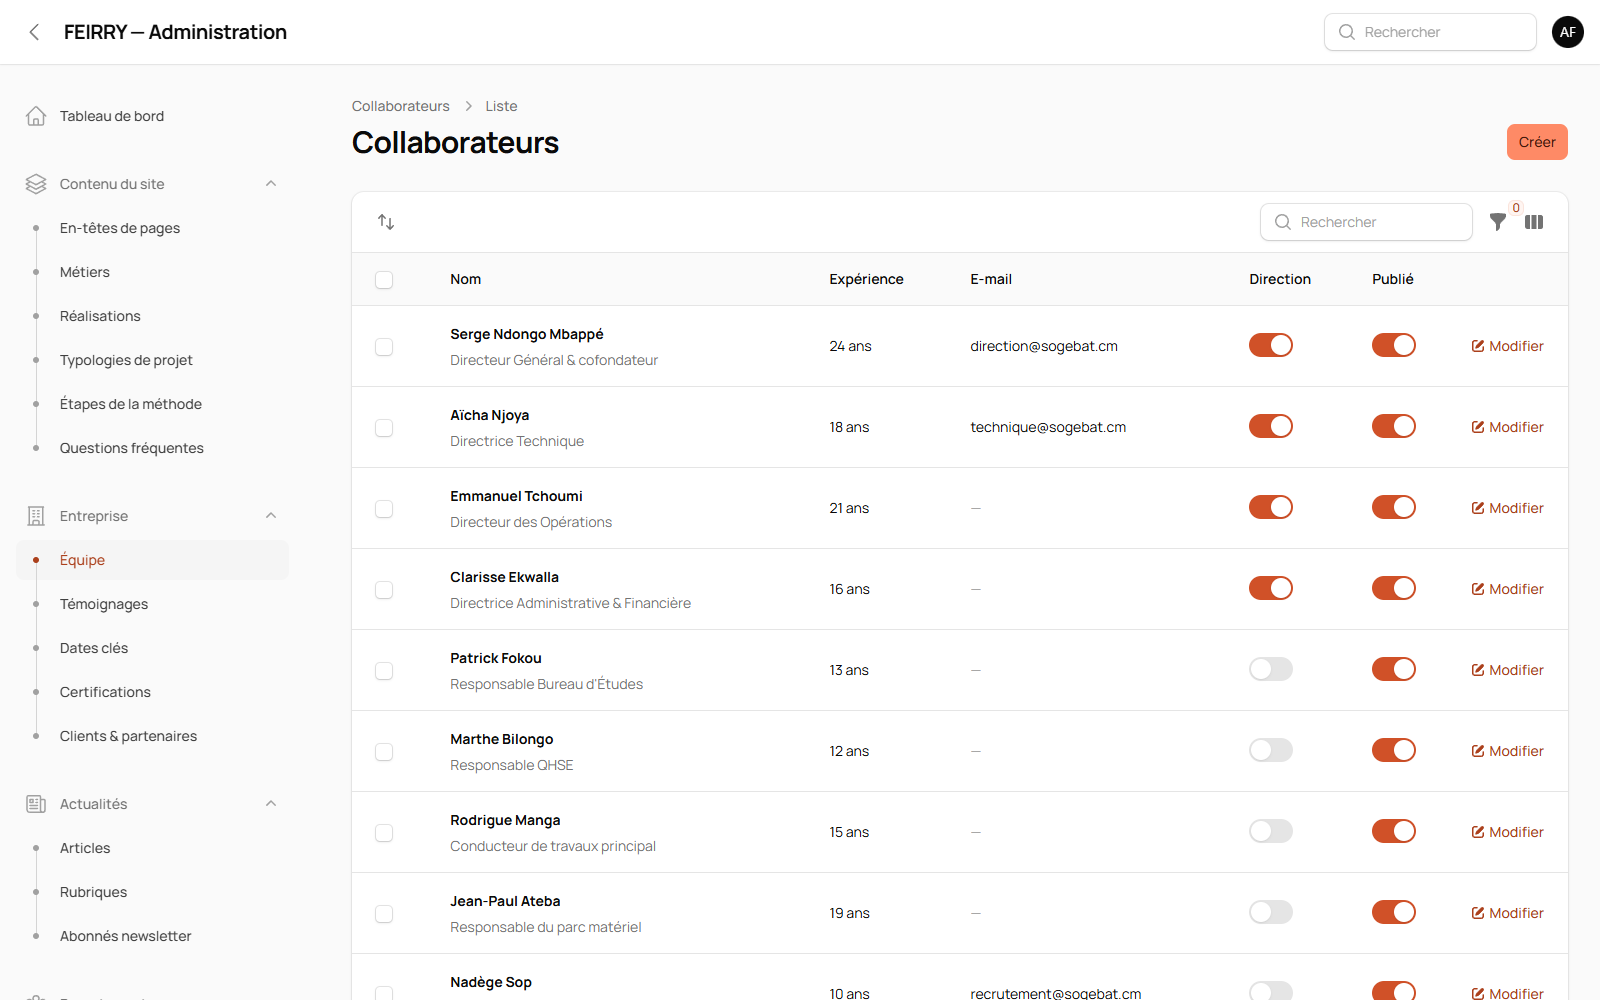 FEIRRY — Administration
Rechercher
AF
Tableau de bord
Contenu du site
En-têtes de pages
Métiers
Réalisations
Typologies de projet
Étapes de la méthode
Questions fréquentes
Entreprise
Équipe
Témoignages
Dates clés
Certifications
Clients & partenaires
Actualités
Articles
Rubriques
Abonnés newsletter
Collaborateurs > Liste
Collaborateurs
Créer
Rechercher
0
Nom Expérience E-mail Direction Publié
Serge Ndongo Mbappé
Directeur Général & cofondateur
24 ans direction@sogebat.cm Modifier
Aïcha Njoya
Directrice Technique
18 ans technique@sogebat.cm Modifier
Emmanuel Tchoumi
Directeur des Opérations
21 ans — Modifier
Clarisse Ekwalla
Directrice Administrative & Financière
16 ans — Modifier
Patrick Fokou
Responsable Bureau d'Études
13 ans — Modifier
Marthe Bilongo
Responsable QHSE
12 ans — Modifier
Rodrigue Manga
Conducteur de travaux principal
15 ans — Modifier
Jean-Paul Ateba
Responsable du parc matériel
19 ans — Modifier
Nadège Sop
10 ans recrutement@sogebat.cm Modifier